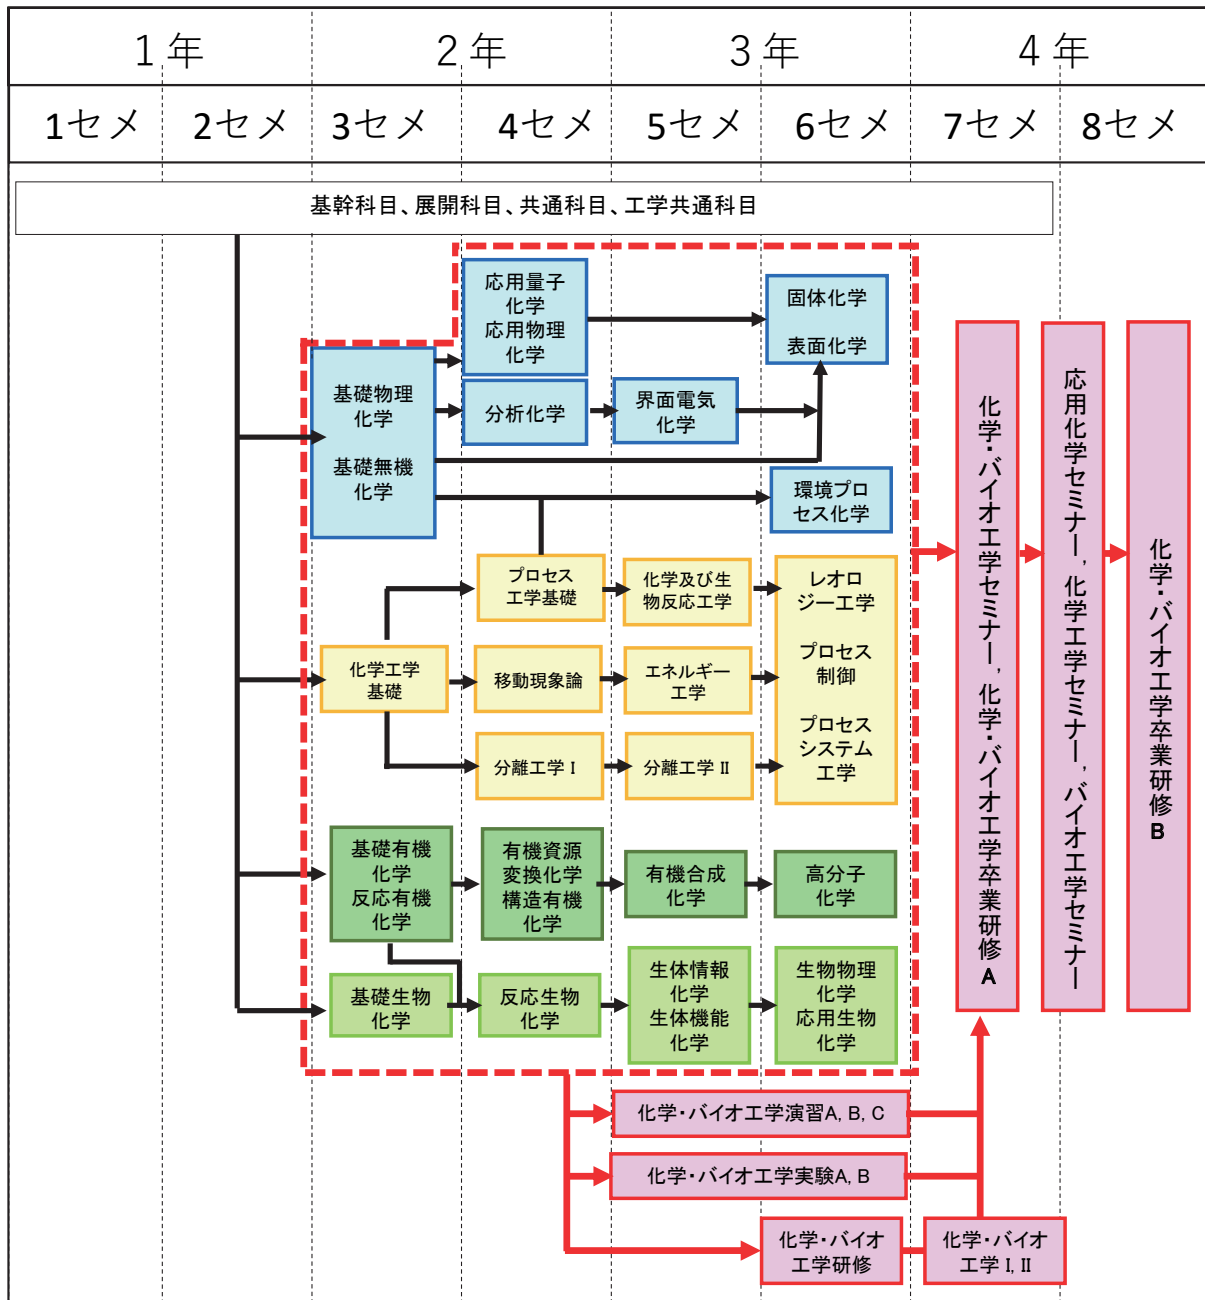 1年
2年
3年
4年
1セメ
2セメ
3セメ
4セメ
5セメ
6セメ
7セメ
8セメ
基幹科目、展開科目、共通科目、工学共通科目
応用量子
化学
応用物理
化学
固体化学
表面化学
基礎物理
化学
基礎無機
化学
分析化学
界面電気
化学
環境プロ
セス化学
プロセス
工学基礎
化学及び生
物反応工学
レオロ
ジー工学
プロセス
制御
プロセス
システム
工学
化学工学
基礎
移動現象論
エネルギー
工学
分離工学 I
分離工学 II
基礎有機
化学
反応有機
化学
有機資源
変換化学
構造有機
化学
有機合成
化学
高分子
化学
基礎生物
化学
反応生物
化学
生体情報
化学
生体機能
化学
生物物理
化学
応用生物
化学
化学・バイオ工学セミナー, 化学・バイオ工学卒業研修A
応用化学セミナー, 化学工学セミナー, バイオ工学セミナー
化学・バイオ工学卒業研修B
化学・バイオ工学演習A, B, C
化学・バイオ工学実験A, B
化学・バイオ
工学研修
化学・バイオ
工学 I, II